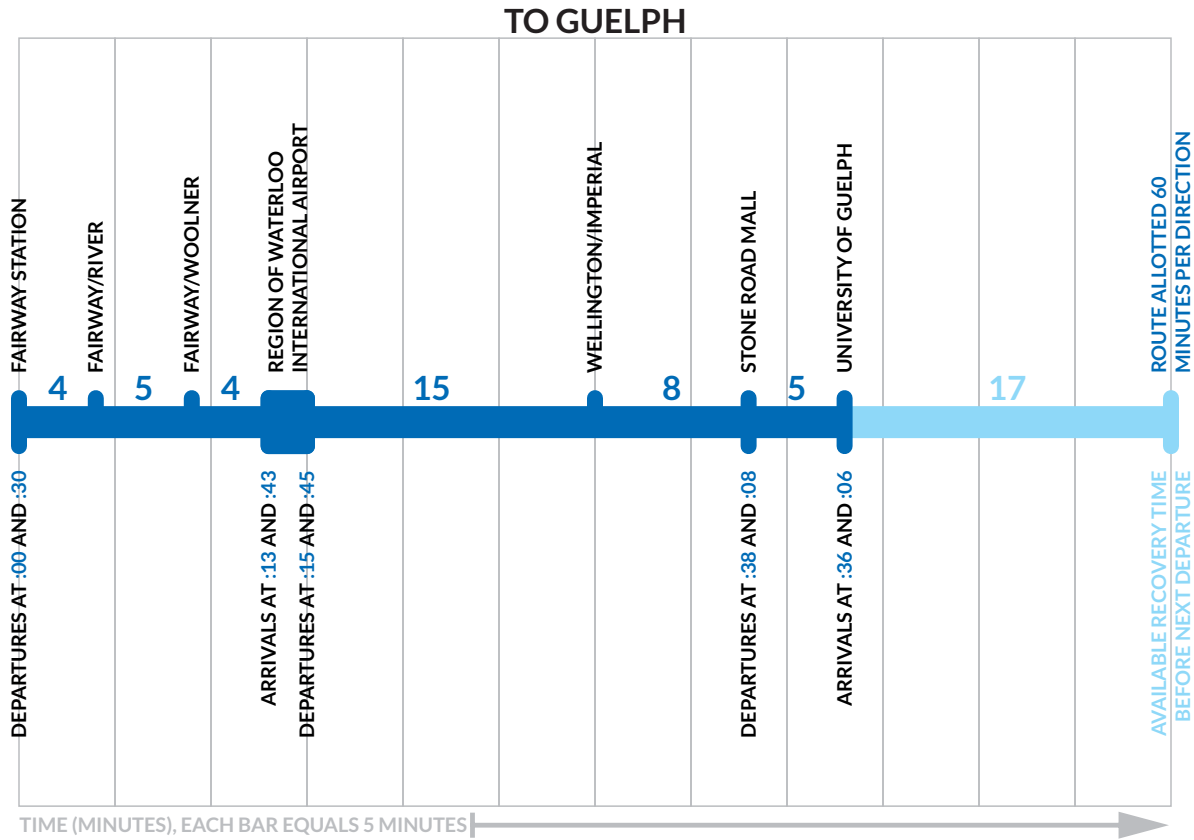 TO GUELPH
FAIRWAY STATION
FAIRWAY/RIVER
FAIRWAY/WOOLNER
REGION OF WATERLOO
INTERNATIONAL AIRPORT
WELLINGTON/IMPERIAL
STONE ROAD MALL
UNIVERSITY OF GUELPH
ROUTE ALLOTTED 60
MINUTES PER DIRECTION
4
5
4
15
8
5
17
DEPARTURES AT :00 AND :30
ARRIVALS AT :13 AND :43
DEPARTURES AT :15 AND :45
DEPARTURES AT :38 AND :08
ARRIVALS AT :36 AND :06
AVAILABLE RECOVERY TIME
BEFORE NEXT DEPARTURE
TIME (MINUTES), EACH BAR EQUALS 5 MINUTES